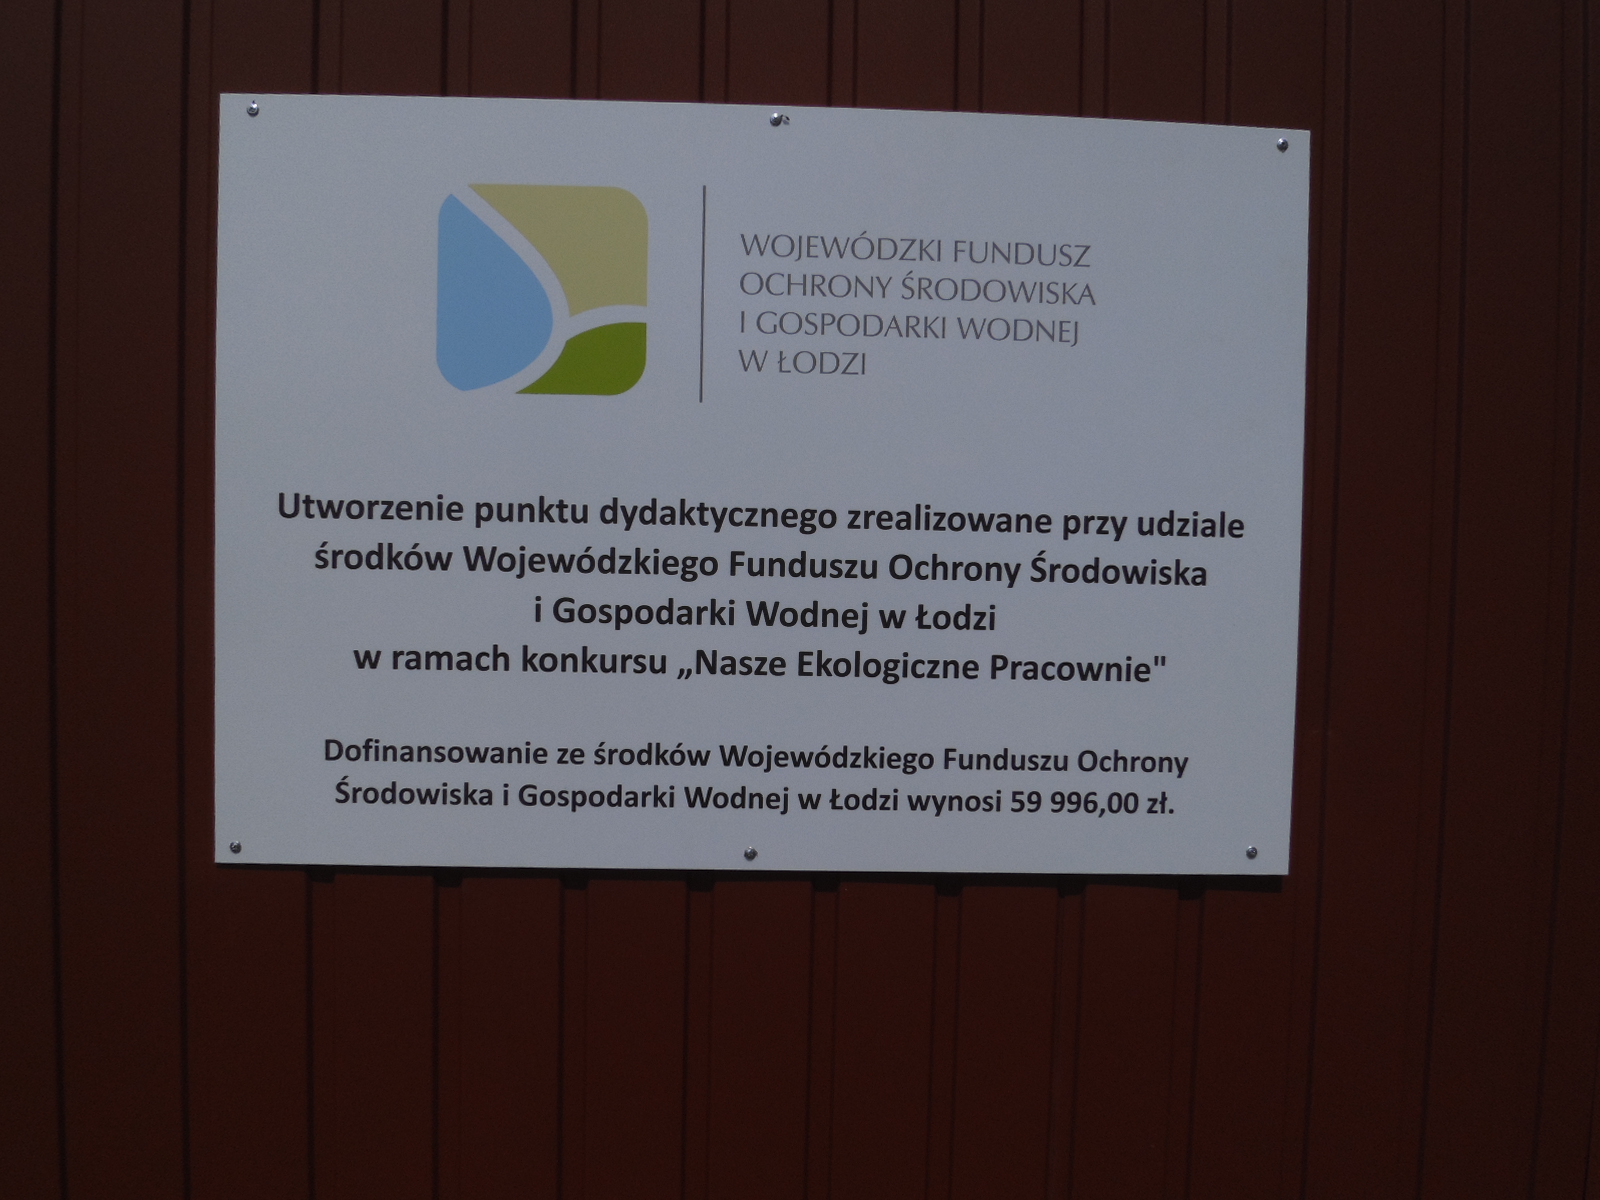 WOJEWÓDZKI FUNDUSZ
OCHRONY ŚRODOWISKA
I GOSPODARKI WODNEJ
W ŁODZI
Utworzenie punktu dydaktycznego zrealizowane przy udziale
środków Wojewódzkiego Funduszu Ochrony Środowiska
i Gospodarki Wodnej w Łodzi
w ramach konkursu „Nasze Ekologiczne Pracownie"
Dofinansowanie ze środków Wojewódzkiego Funduszu Ochrony
Środowiska i Gospodarki Wodnej w Łodzi wynosi 59 996,00 zł.